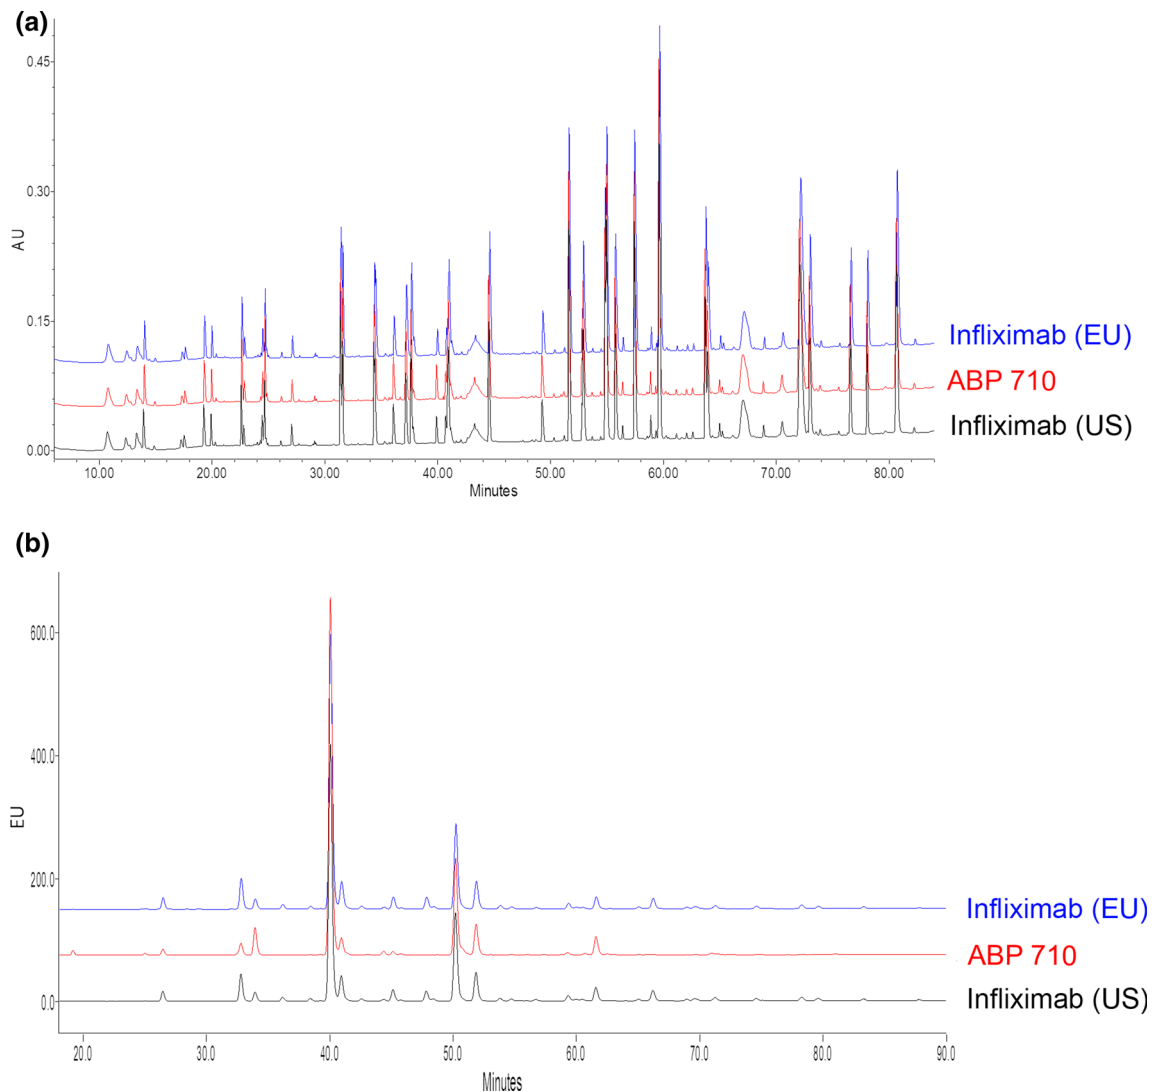 (a)
0.45
0.30
0.15
0.00
AU
10.00 20.00 30.00 40.00 50.00 60.00 70.00 80.00
Minutes
Infliximab (EU)
ABP 710
Infliximab (US)
(b)
600.0
400.0
200.0
0.0
EU
20.0 30.0 40.0 50.0 60.0 70.0 80.0 90.0
Minutes
Infliximab (EU)
ABP 710
Infliximab (US)